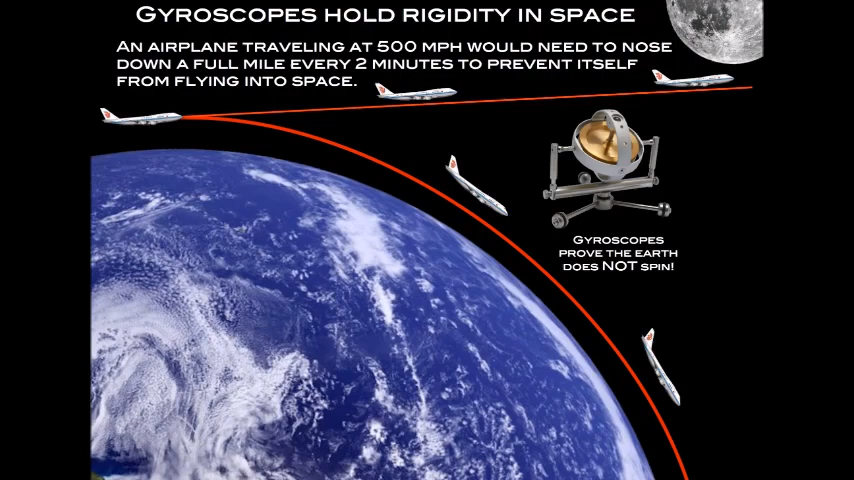 GYROSCOPES HOLD RIGIDITY IN SPACE
AN AIRPLANE TRAVELING AT 500 MPH WOULD NEED TO NOSE
DOWN A FULL MILE EVERY 2 MINUTES TO PREVENT ITSELF
FROM FLYING INTO SPACE.
GYROSCOPES
PROVE THE EARTH
DOES NOT SPIN!